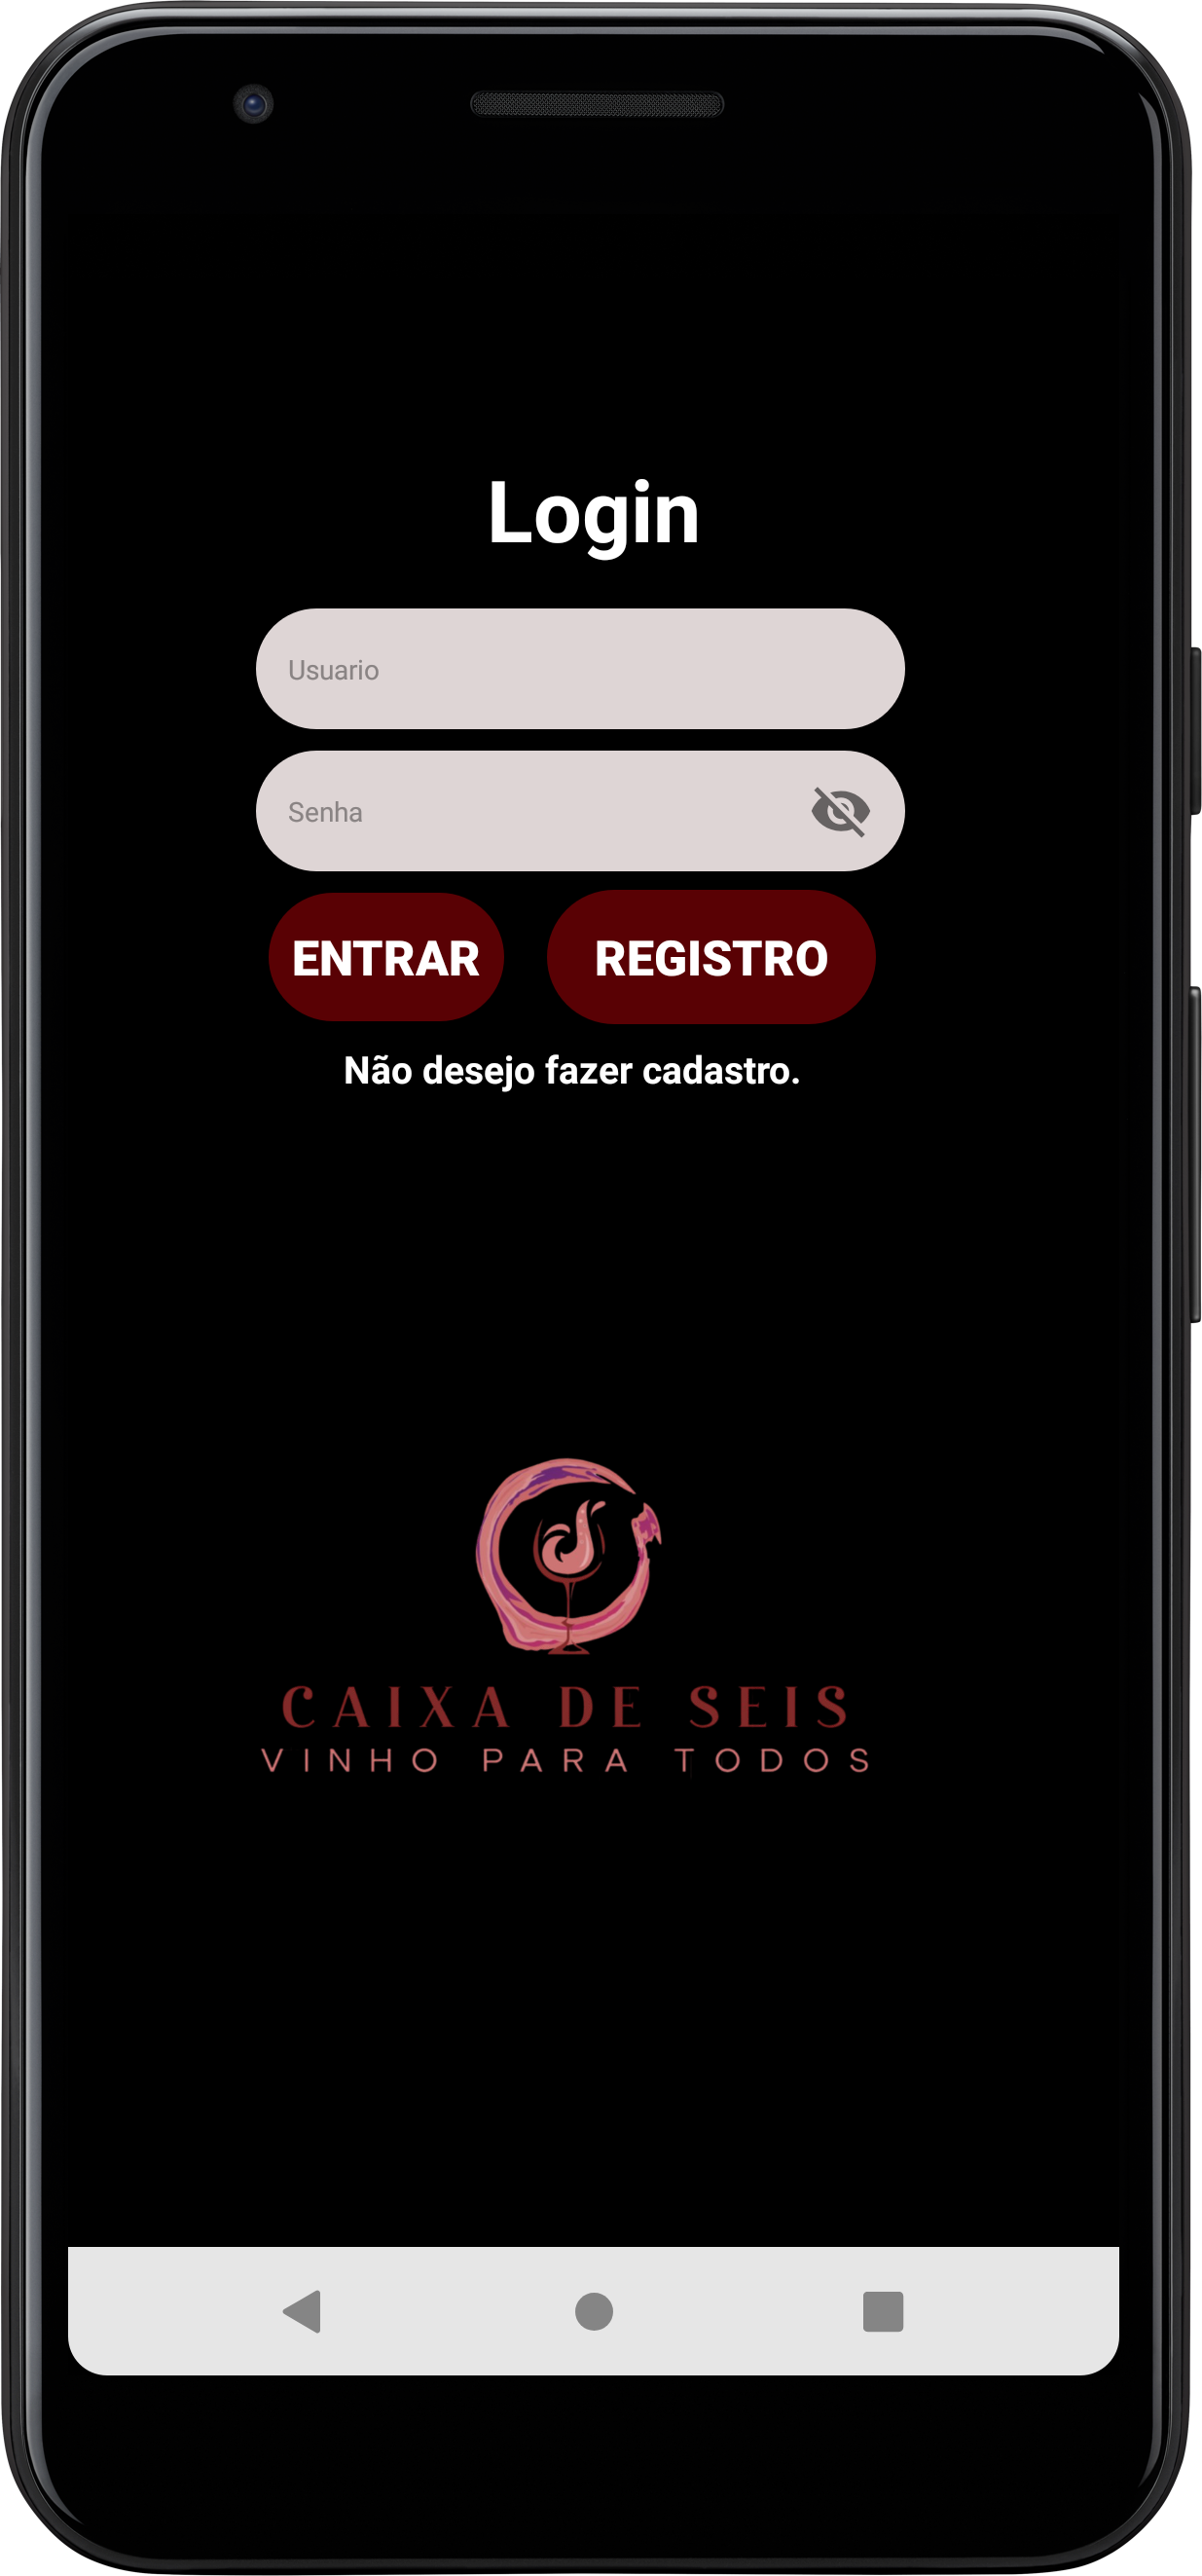 Login
Usuario
Senha
ENTRAR REGISTRO
Não desejo fazer cadastro.
CAIXA DE SEIS
VINHO PARA TODOS